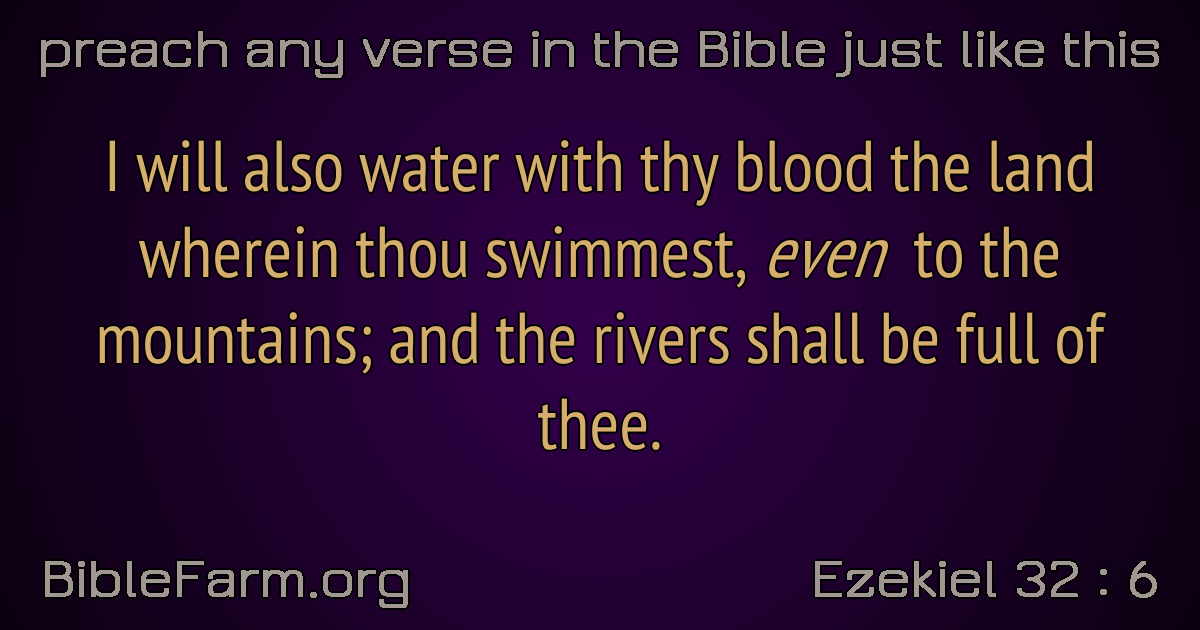 preach any verse in the Bible just like this
I will also water with thy blood the land
wherein thou swimmest, even to the
mountains; and the rivers shall be full of
thee.
BibleFarm.org
Ezekiel 32 : 6